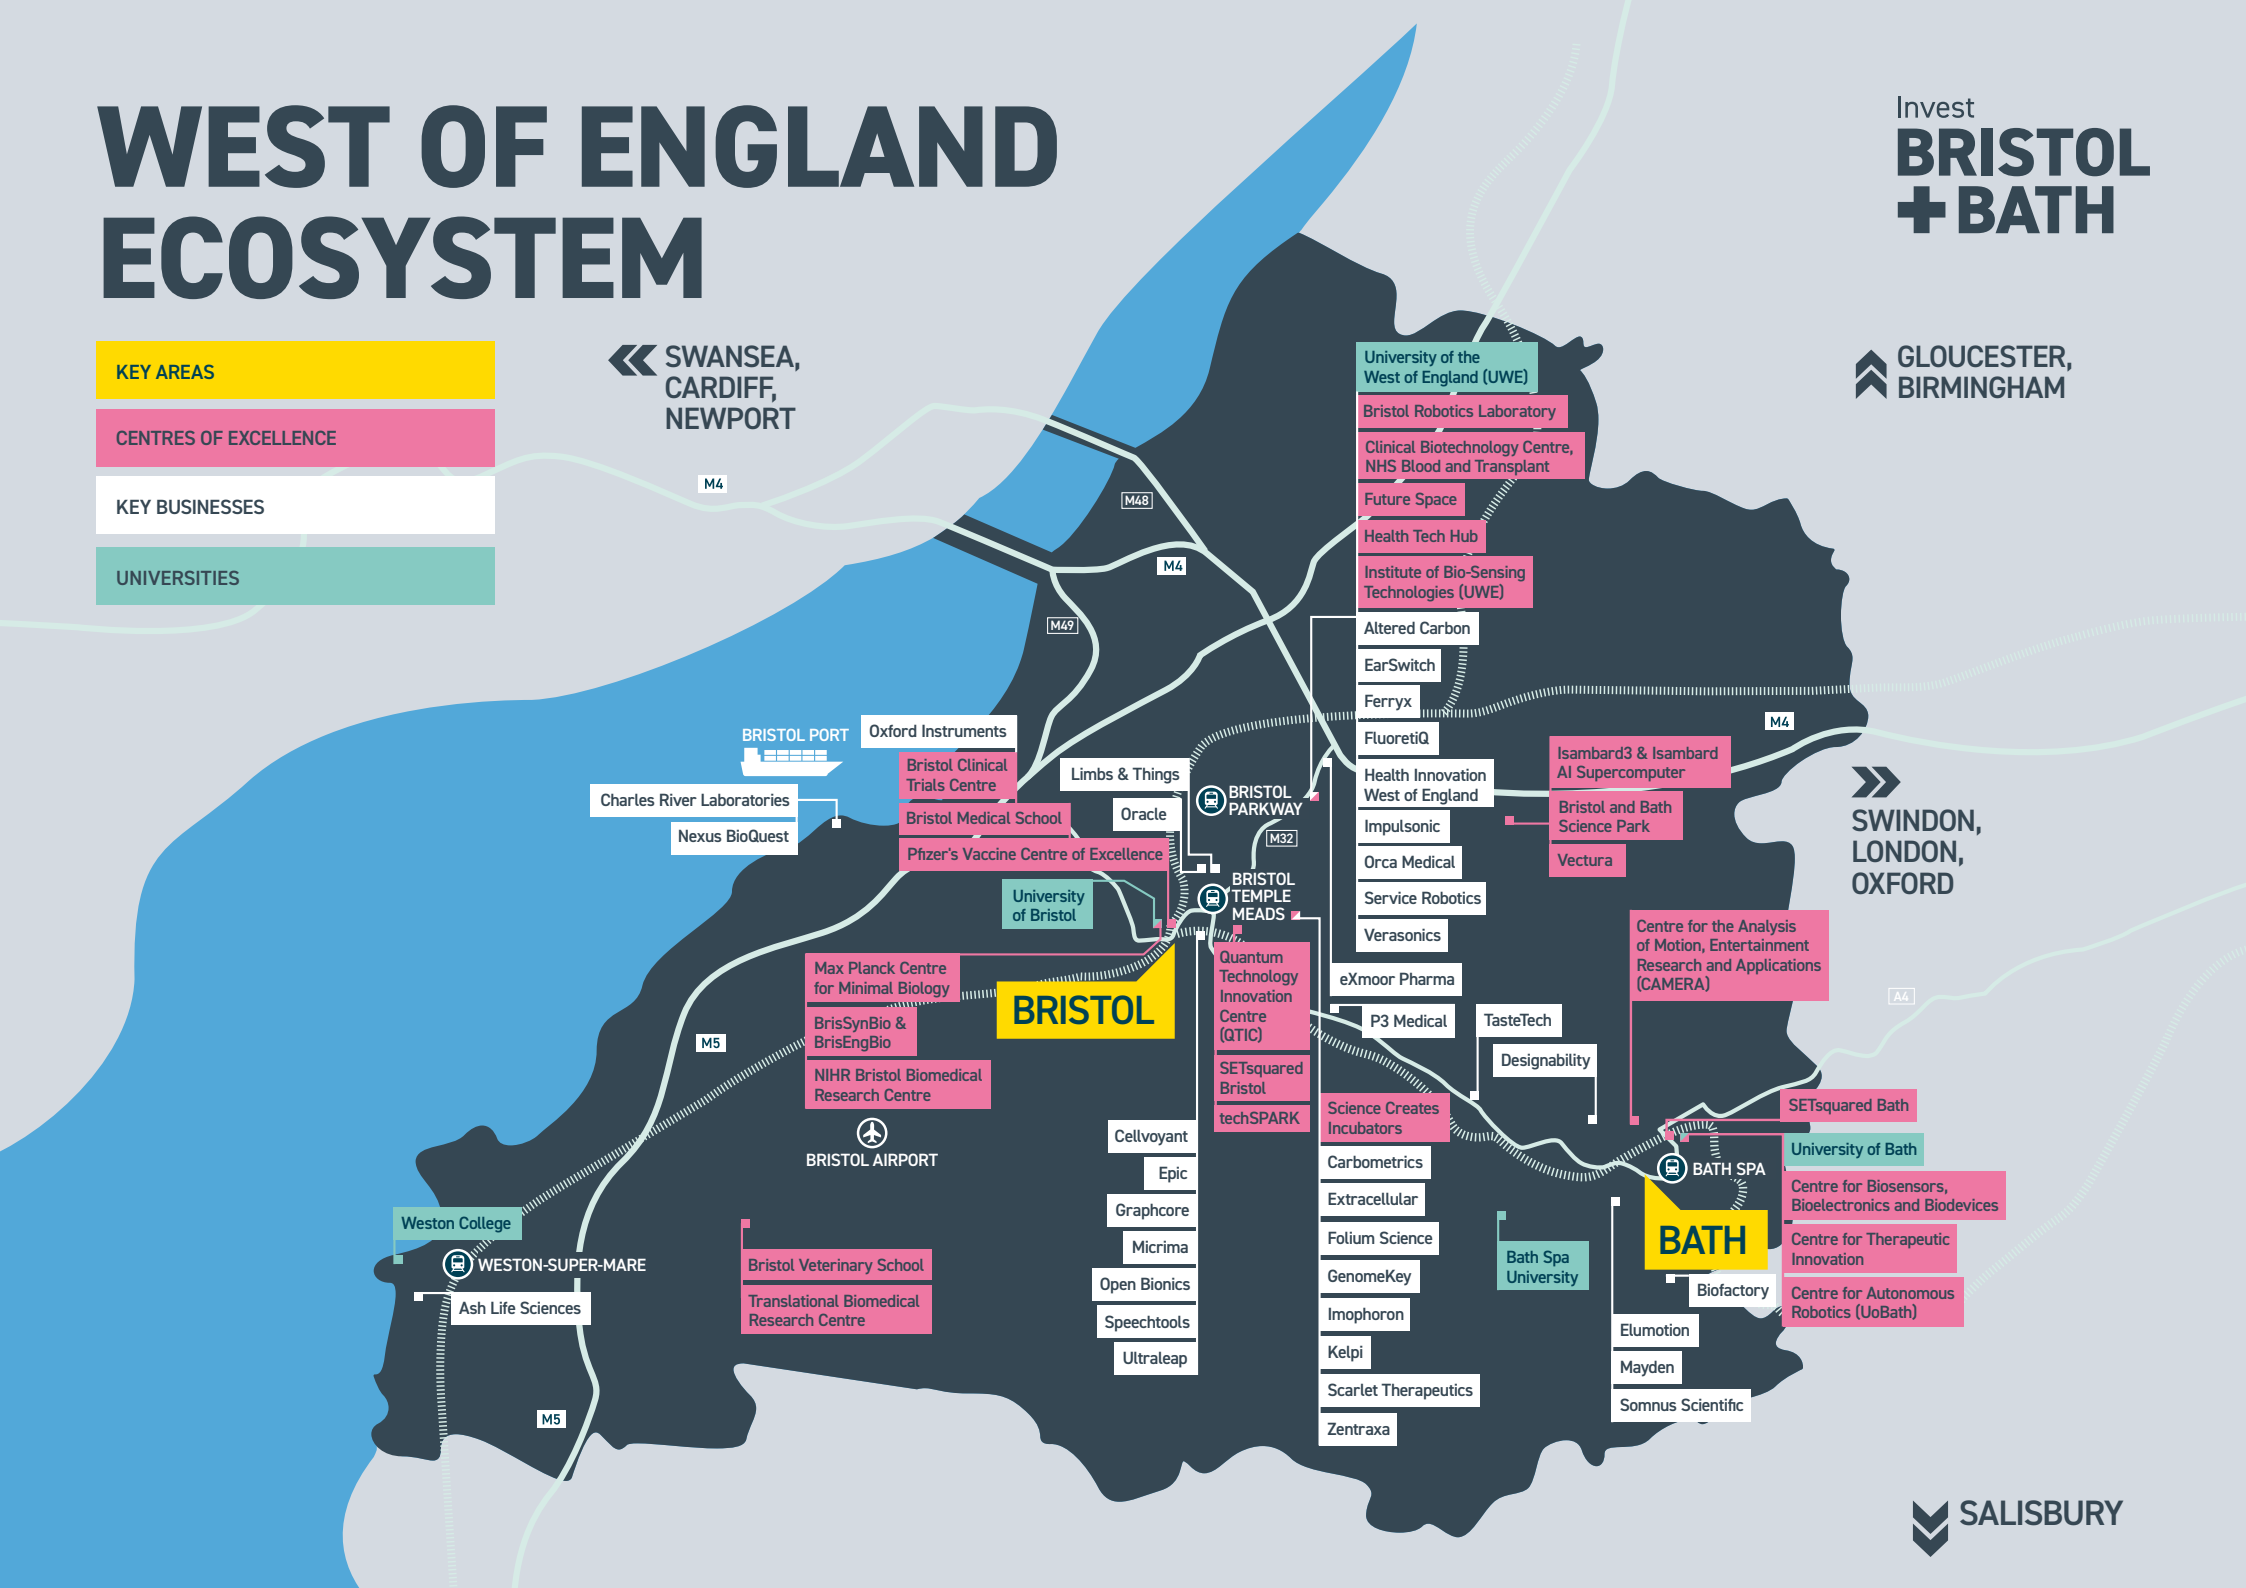 WEST OF ENGLAND
ECOSYSTEM
Invest
BRISTOL
+BATH
KEY AREAS
CENTRES OF EXCELLENCE
KEY BUSINESSES
UNIVERSITIES
SWANSEA,
CARDIFF,
NEWPORT
GLOUCESTER,
BIRMINGHAM
M4
M48
M4
M49
University of the
West of England (UWE)
Bristol Robotics Laboratory
Clinical Biotechnology Centre,
NHS Blood and Transplant
Future Space
Health Tech Hub
Institute of Bio-Sensing
Technologies (UWE)
Altered Carbon
EarSwitch
Ferryx
FluoretiQ
Health Innovation
West of England
Impulsonic
Orca Medical
Service Robotics
Verasonics
eXmoor Pharma
P3 Medical
M4
Isambard3 & Isambard
AI Supercomputer
Bristol and Bath
Science Park
Vectura
SWINDON,
LONDON,
OXFORD
BRISTOL PORT
Oxford Instruments
Bristol Clinical
Trials Centre
Bristol Medical School
Pfizer's Vaccine Centre of Excellence
Charles River Laboratories
Nexus BioQuest
Limbs & Things
Oracle
BRISTOL
PARKWAY
M32
BRISTOL
TEMPLE
MEADS
University
of Bristol
Max Planck Centre
for Minimal Biology
BrisSynBio &
BrisEngBio
NIHR Bristol Biomedical
Research Centre
BRISTOL
Quantum
Technology
Innovation
Centre
(QTIC)
SETsquared
Bristol
techSPARK
TasteTech
Designability
Centre for the Analysis
of Motion, Entertainment
Research and Applications
(CAMERA)
A4
M5
BRISTOL AIRPORT
Cellvoyant
Epic
Graphcore
Micrima
Open Bionics
Speechtools
Ultraleap
Science Creates
Incubators
Carbometrics
Extracellular
Folium Science
GenomeKey
Imophoron
Kelpi
Scarlet Therapeutics
Zentraxa
SETsquared Bath
University of Bath
Centre for Biosensors,
Bioelectronics and Biodevices
Centre for Therapeutic
Innovation
Centre for Autonomous
Robotics (UoBath)
BATH SPA
BATH
Biofactory
Elumotion
Mayden
Somnus Scientific
Bath Spa
University
Weston College
WESTON-SUPER-MARE
Ash Life Sciences
Bristol Veterinary School
Translational Biomedical
Research Centre
M5
SALISBURY